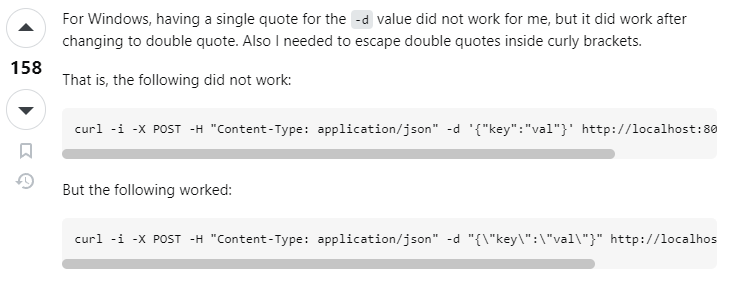 For Windows, having a single quote for the -d value did not work for me, but it did work after
changing to double quote. Also I needed to escape double quotes inside curly brackets.
158
That is, the following did not work:
curl -i -X POST -H "Content-Type: application/json" -d '{"key":"val"}' http://localhost:80
But the following worked:
curl -i -X POST -H "Content-Type: application/json" -d "{\"key\":\"val\"}" http://localhos